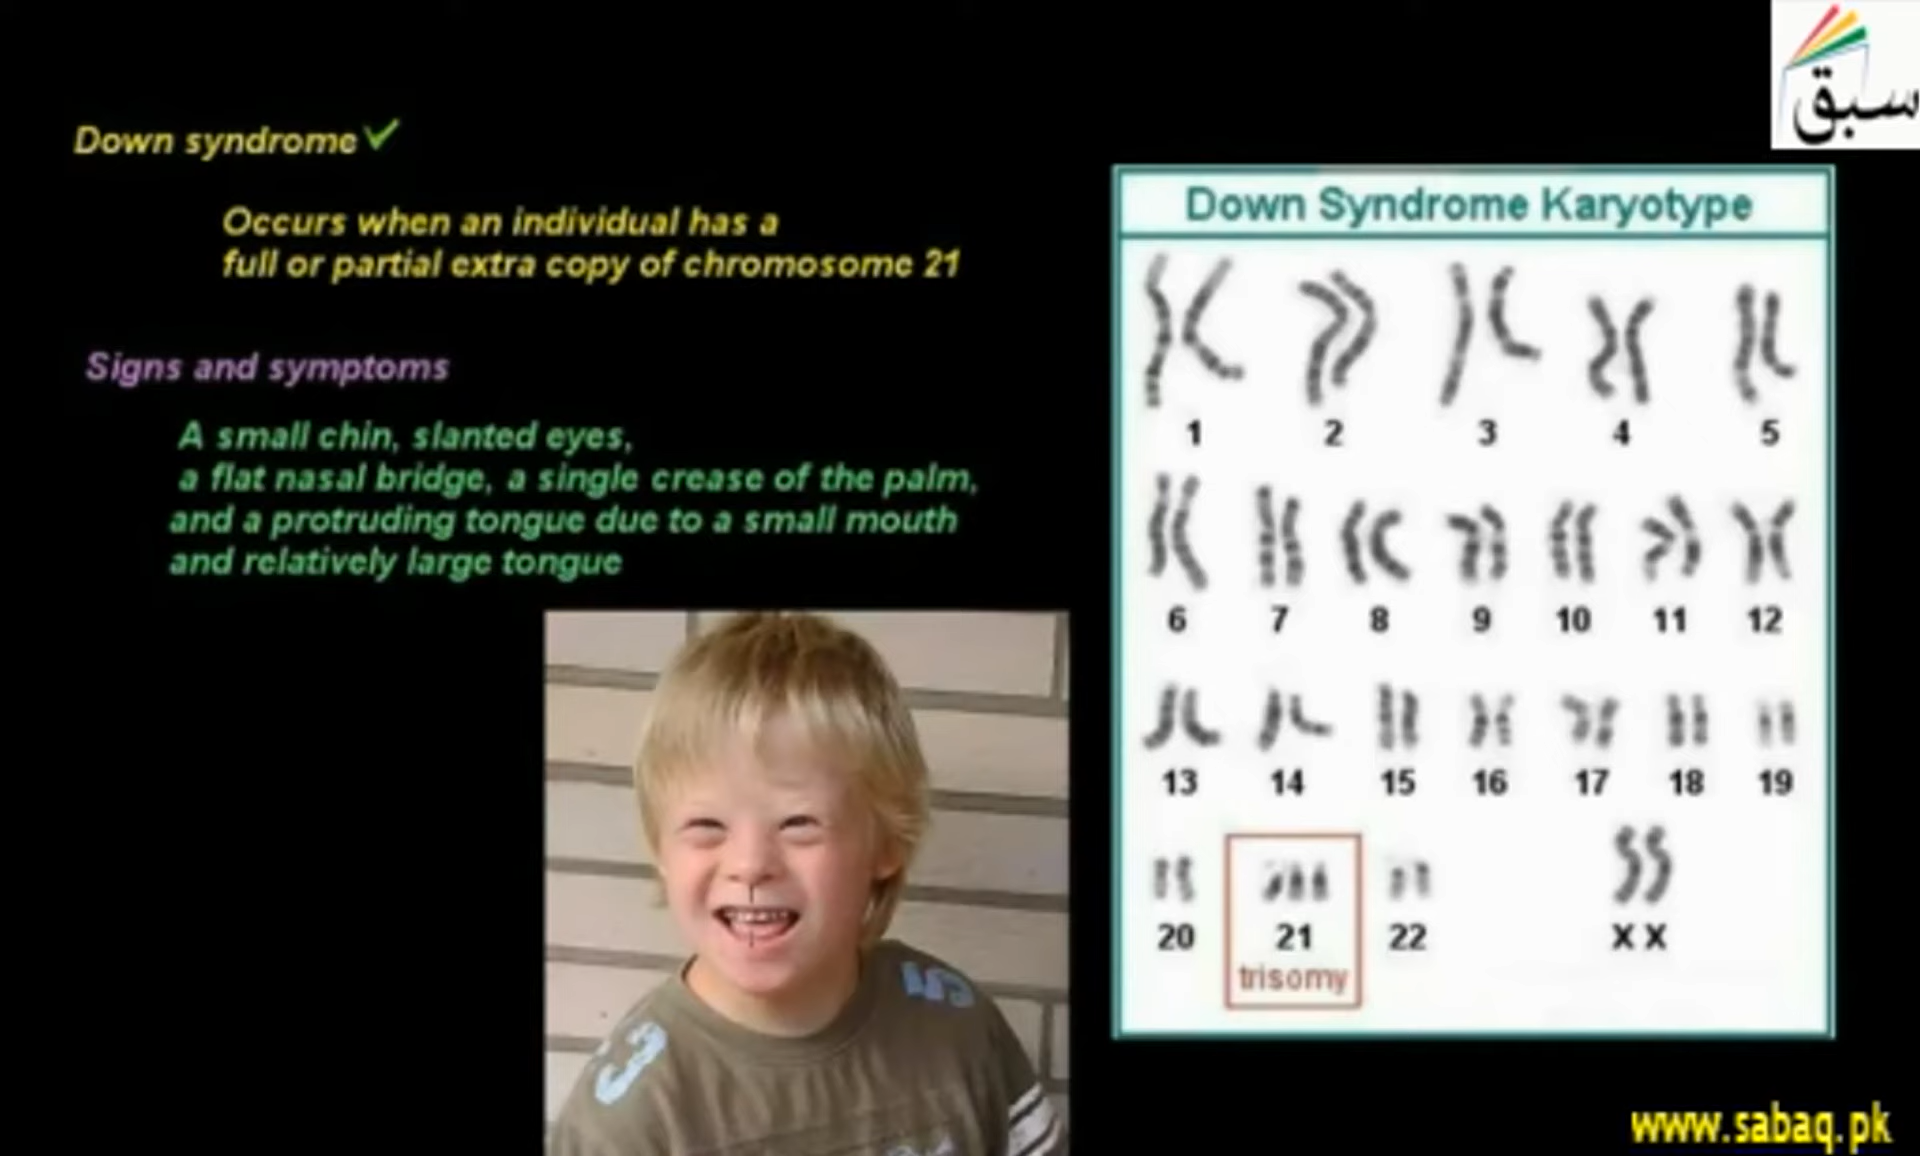 سبق
Down syndrome
Occurs when an individual has a
full or partial extra copy of chromosome 21
Signs and symptoms
A small chin, slanted eyes,
a flat nasal bridge, a single crease of the palm,
and a protruding tongue due to a small mouth
and relatively large tongue
Down Syndrome Karyotype
1 2 3 4 5
6 7 8 9 10 11 12
13 14 15 16 17 18 19
20 21 22 X X
trisomy
5
3
www.sabaq.pk